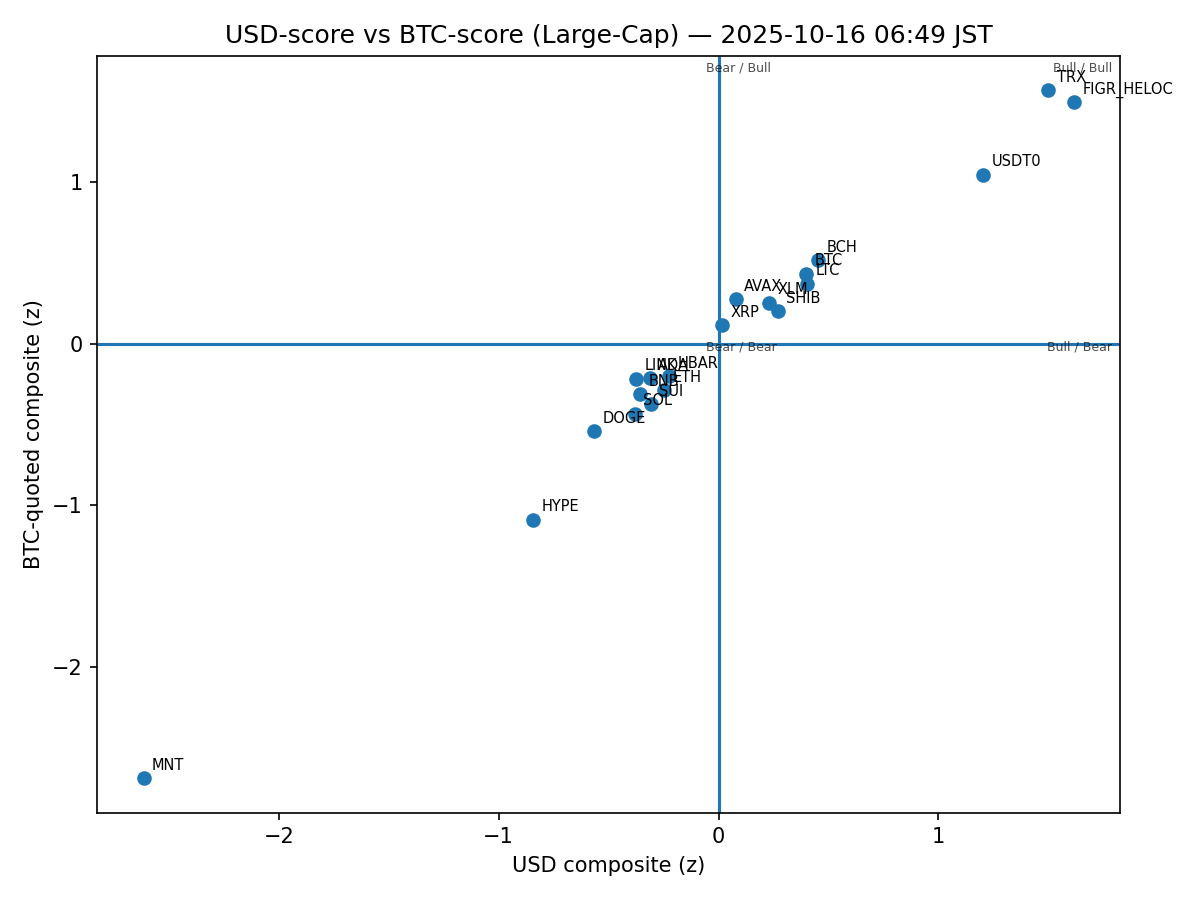 USD-score vs BTC-score (Large-Cap) — 2025-10-16 06:49 JST
Bear / Bull
Bull / Bull
TRX
FIGR_HELOC
USDT0
1
BCH
BTC
LTC
AVAX
XLM
SHIB
XRP
0
Bear / Bear
Bull / Bear
LINK
ADA
HBAR
BNB
ETH
SUI
SOL
DOGE
−1
HYPE
−2
MNT
−2
−1
0
1
USD composite (z)
BTC-quoted composite (z)